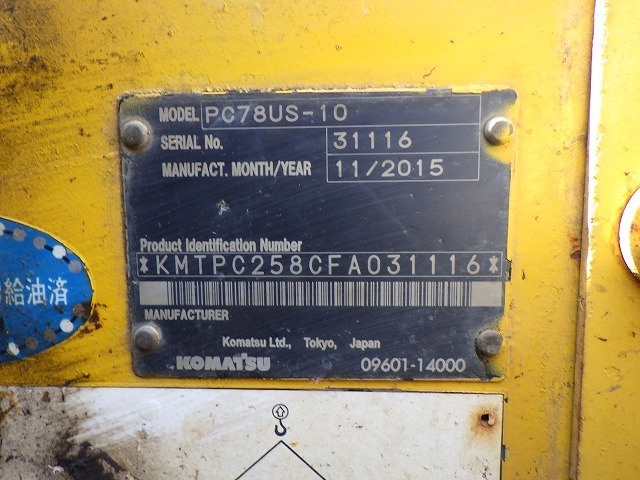 MODEL PC78US-10
SERIAL No. 31116
MANUFACT. MONTH/YEAR 11/2015
Product Identification Number
*KMTPC258CFA031116*
MANUFACTURER
Komatsu Ltd., Tokyo, Japan
KOMATSU 09601-14000
給油済